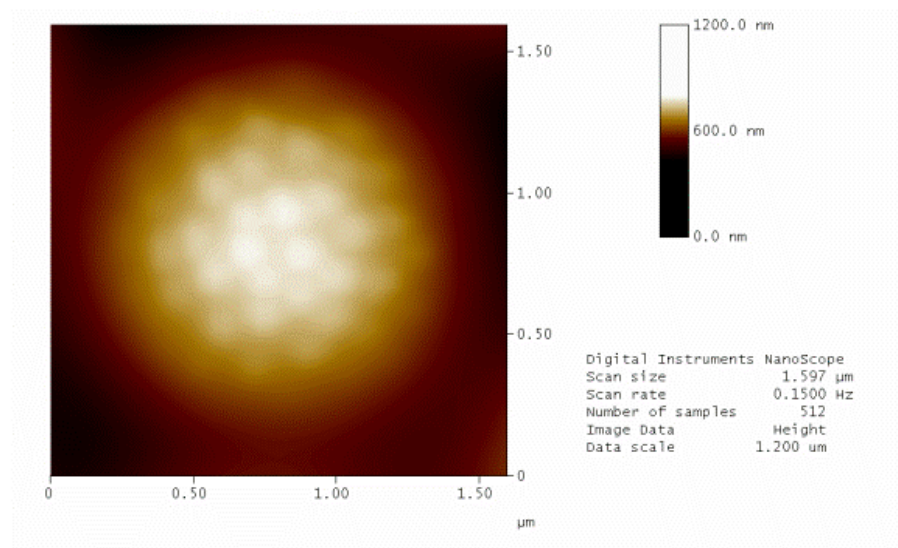 1200.0 nm
600.0 nm
0.0 nm
1.50
1.00
0.50
0
0 0.50 1.00 1.50
µm
Digital Instruments NanoScope
Scan size 1.597 µm
Scan rate 0.1500 Hz
Number of samples 512
Image Data Height
Data scale 1.200 um